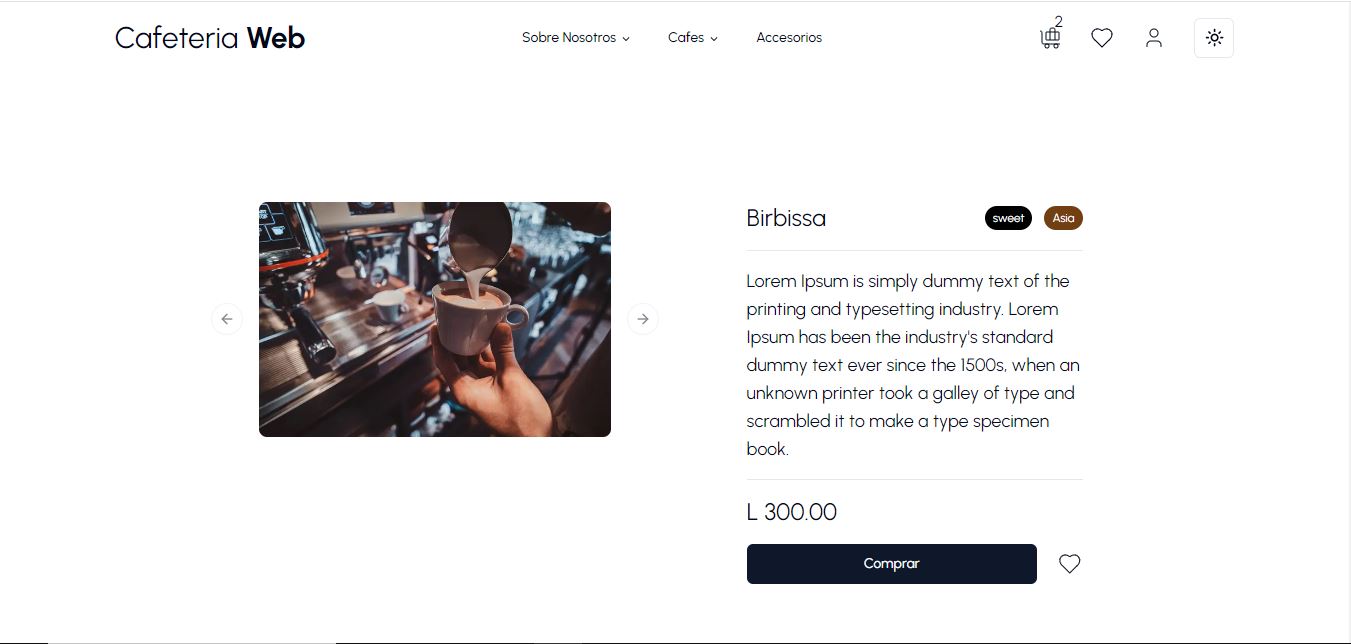 Cafeteria Web
Sobre Nosotros
Cafes
Accesorios
2
Birbissa
sweet
Asia
Lorem Ipsum is simply dummy text of the
printing and typesetting industry. Lorem
Ipsum has been the industry's standard
dummy text ever since the 1500s, when an
unknown printer took a galley of type and
scrambled it to make a type specimen
book.
L 300.00
Comprar